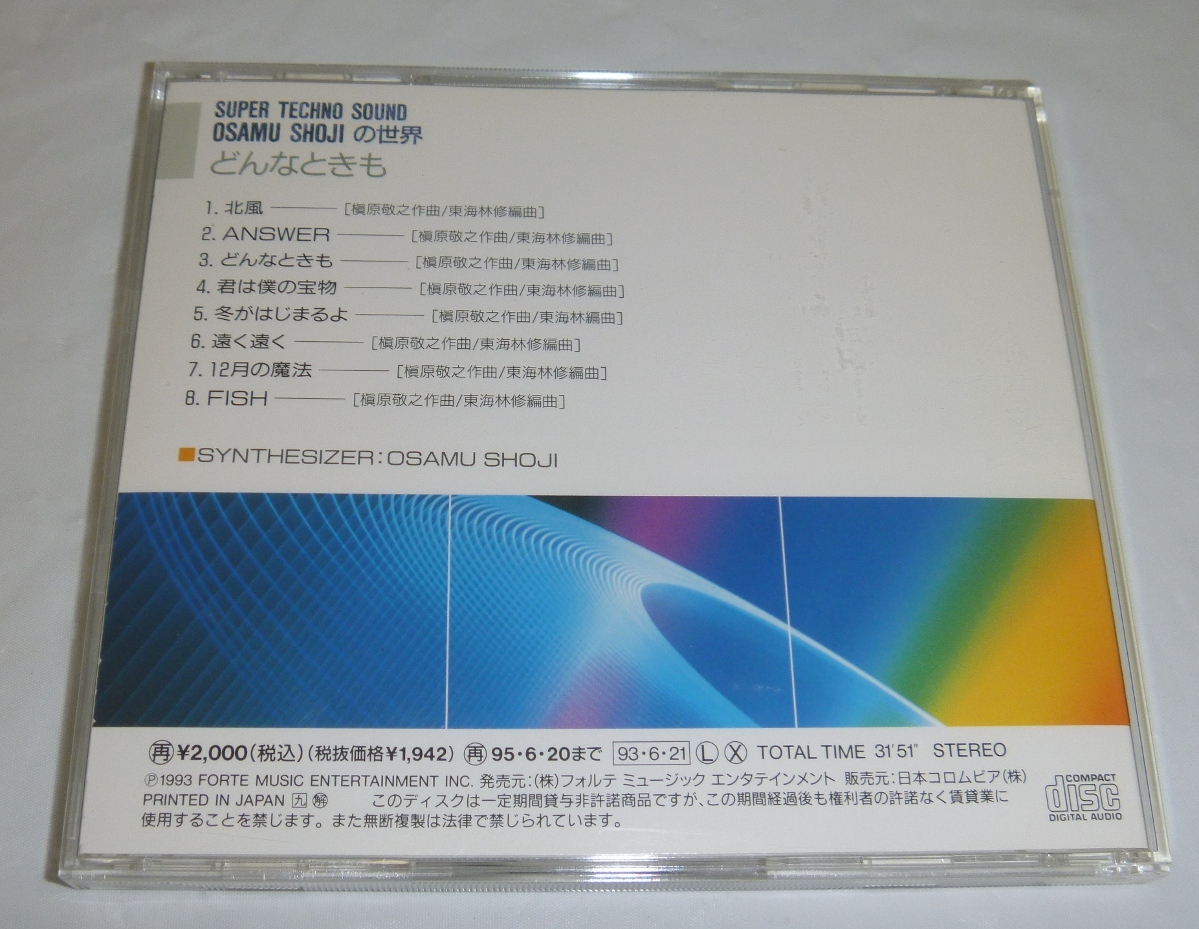 SUPER TECHNO SOUND
OSAMU SHOJI の世界
どんなときも
1. 北風 ———— [槇原敬之作曲/東海林修編曲]
2. ANSWER ———— [槇原敬之作曲/東海林修編曲]
3. どんなときも ———— [槇原敬之作曲/東海林修編曲]
4. 君は僕の宝物 ———— [槇原敬之作曲/東海林修編曲]
5. 冬がはじまるよ ———— [槇原敬之作曲/東海林修編曲]
6. 遠く遠く ———— [槇原敬之作曲/東海林修編曲]
7. 12月の魔法 ———— [槇原敬之作曲/東海林修編曲]
8. FISH ———— [槇原敬之作曲/東海林修編曲]
■SYNTHESIZER:OSAMU SHOJI
再 ¥2,000(税込)(税抜価格¥1,942) 再 95・6・20まで 93・6・21 L X TOTAL TIME 31'51" STEREO
℗1993 FORTE MUSIC ENTERTAINMENT INC. 発売元:(株)フォルテ ミュージック エンタテインメント 販売元:日本コロムビア(株)
PRINTED IN JAPAN 九 解 このディスクは一定期間貸与非許諾商品ですが、この期間経過後も権利者の許諾なく賃貸業に
使用することを禁じます。また無断複製は法律で禁じられています。
COMPACT
disc
DIGITAL AUDIO